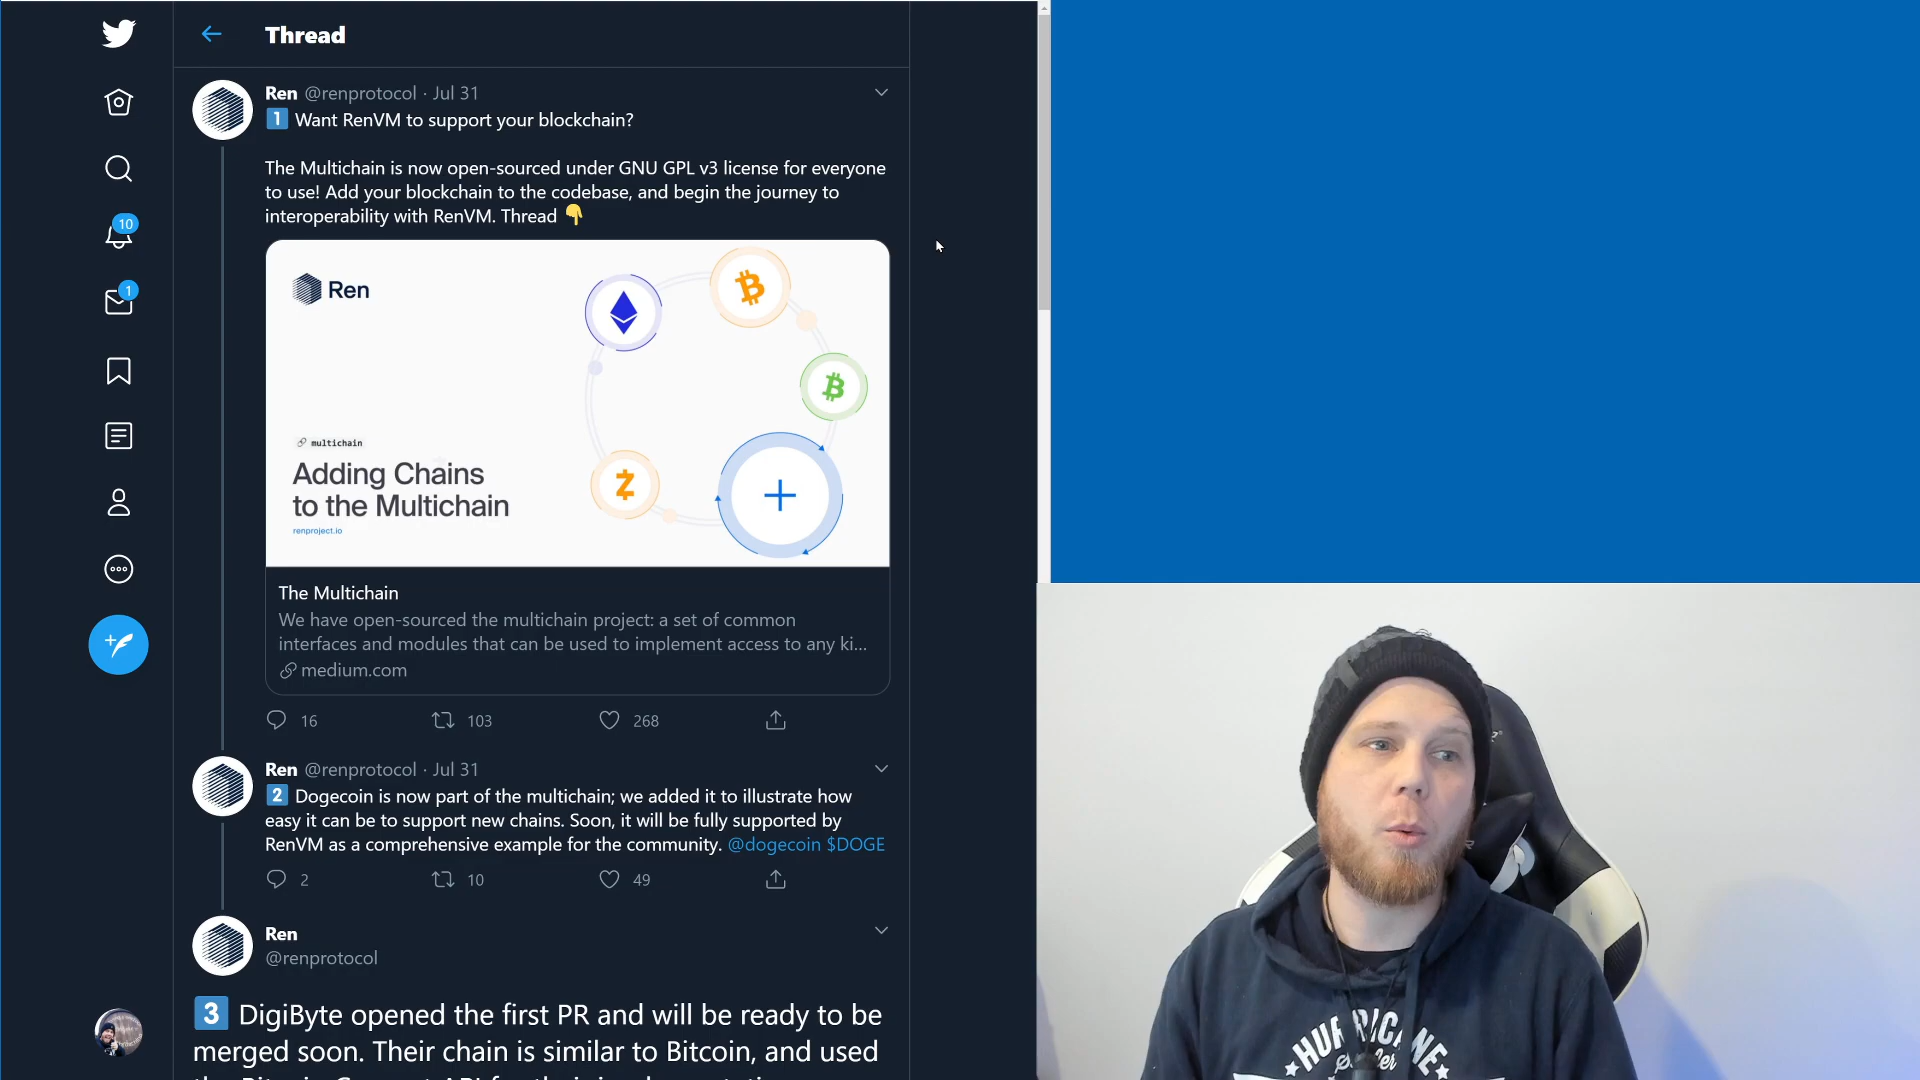 Thread
Ren @renprotocol · Jul 31
1 Want RenVM to support your blockchain?
The Multichain is now open-sourced under GNU GPL v3 license for everyone
to use! Add your blockchain to the codebase, and begin the journey to
interoperability with RenVM. Thread 👇
10
1
Ren
multichain
Adding Chains
to the Multichain
renproject.io
The Multichain
We have open-sourced the multichain project: a set of common
interfaces and modules that can be used to implement access to any ki...
medium.com
16 103 268
Ren @renprotocol · Jul 31
2 Dogecoin is now part of the multichain; we added it to illustrate how
easy it can be to support new chains. Soon, it will be fully supported by
RenVM as a comprehensive example for the community. @dogecoin $DOGE
2 10 49
Ren
@renprotocol
3 DigiByte opened the first PR and will be ready to be
merged soon. Their chain is similar to Bitcoin, and used